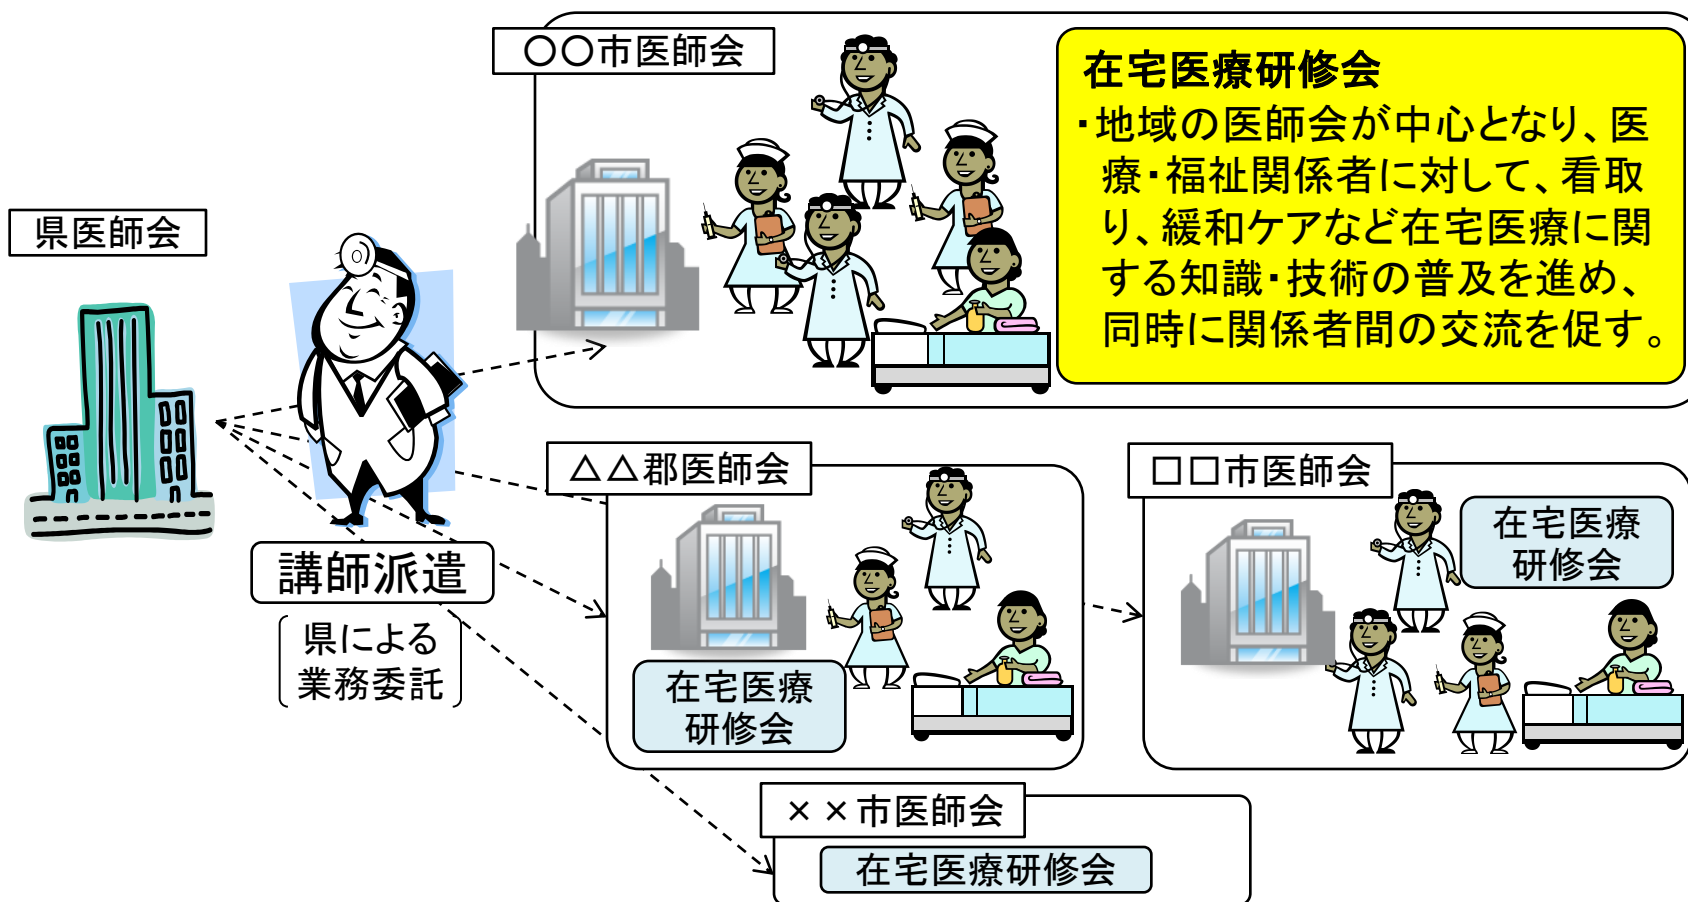 〇〇市医師会
在宅医療研修会
・地域の医師会が中心となり、医
療・福祉関係者に対して、看取
り、緩和ケアなど在宅医療に関
する知識・技術の普及を進め、
同時に関係者間の交流を促す。
県医師会
講師派遣
県による
業務委託
△△郡医師会
在宅医療
研修会
□□市医師会
在宅医療
研修会
××市医師会
在宅医療研修会